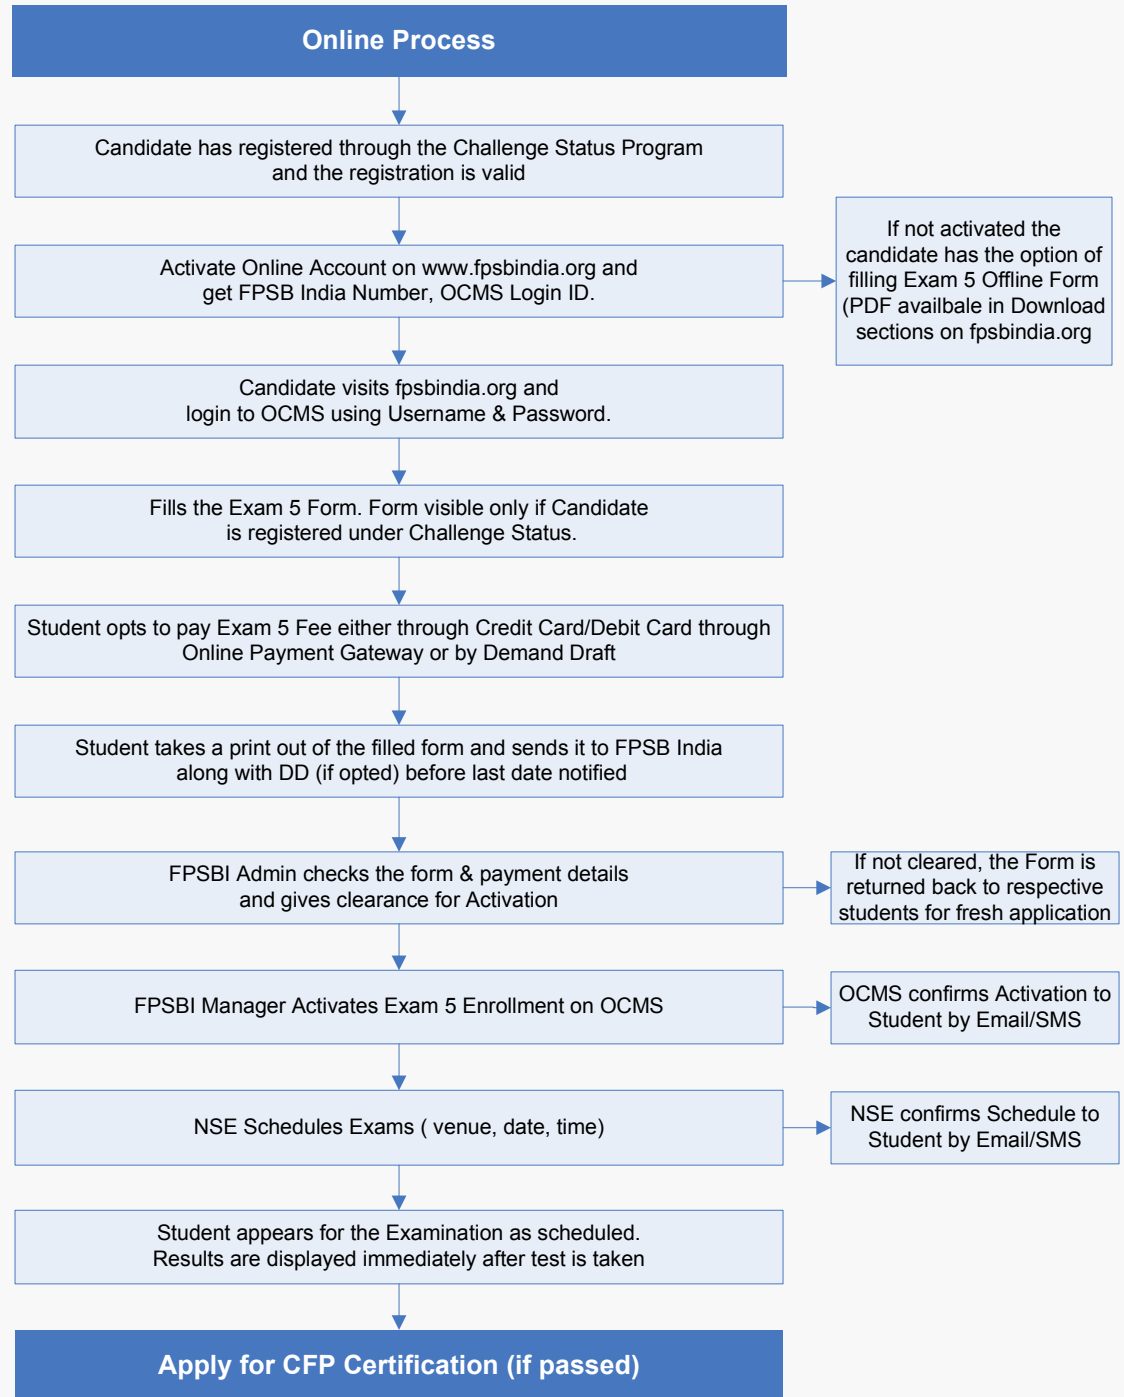 Online Process
Candidate has registered through the Challenge Status Program
and the registration is valid
Activate Online Account on www.fpsbindia.org and
get FPSB India Number, OCMS Login ID.
If not activated the
candidate has the option of
filling Exam 5 Offline Form
(PDF availbale in Download
sections on fpsbindia.org
Candidate visits fpsbindia.org and
login to OCMS using Username & Password.
Fills the Exam 5 Form. Form visible only if Candidate
is registered under Challenge Status.
Student opts to pay Exam 5 Fee either through Credit Card/Debit Card through
Online Payment Gateway or by Demand Draft
Student takes a print out of the filled form and sends it to FPSB India
along with DD (if opted) before last date notified
FPSBI Admin checks the form & payment details
and gives clearance for Activation
If not cleared, the Form is
returned back to respective
students for fresh application
FPSBI Manager Activates Exam 5 Enrollment on OCMS
OCMS confirms Activation to
Student by Email/SMS
NSE Schedules Exams ( venue, date, time)
NSE confirms Schedule to
Student by Email/SMS
Student appears for the Examination as scheduled.
Results are displayed immediately after test is taken
Apply for CFP Certification (if passed)